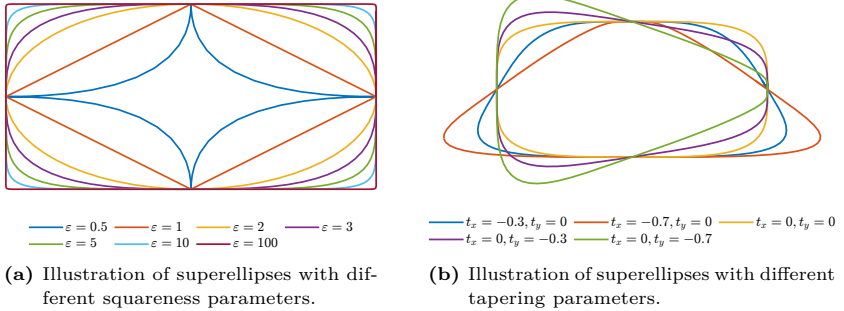 ε = 0.5 ε = 1 ε = 2 ε = 3
ε = 5 ε = 10 ε = 100
(a) Illustration of superellipses with dif-
ferent squareness parameters.
t_x = −0.3, t_y = 0 t_x = −0.7, t_y = 0 t_x = 0, t_y = 0
t_x = 0, t_y = −0.3 t_x = 0, t_y = −0.7
(b) Illustration of superellipses with different
tapering parameters.